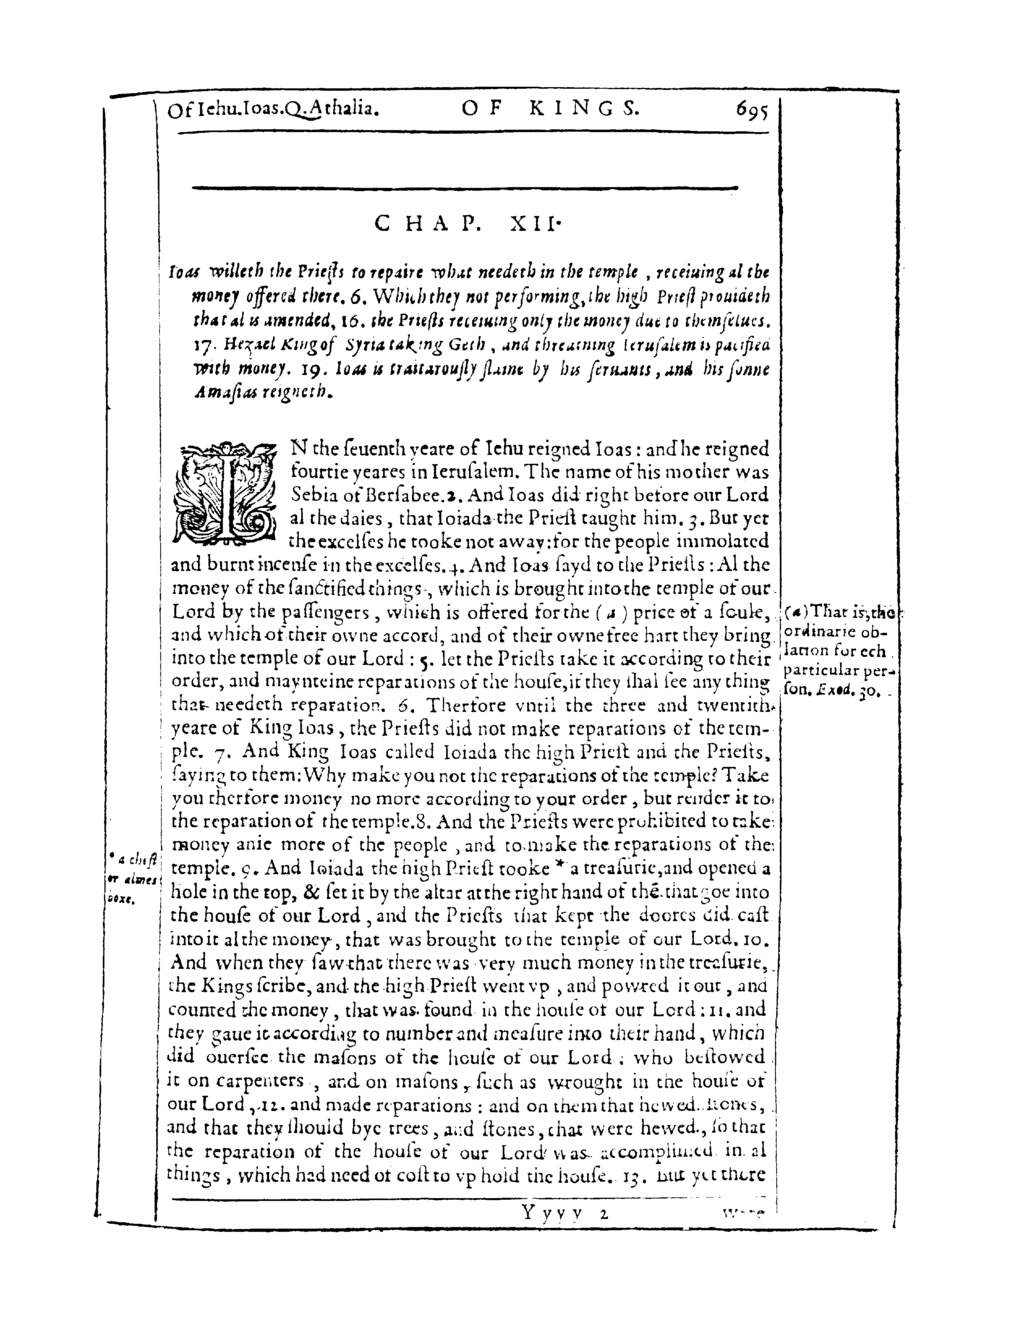 Of Iehu.Ioas.Q.Athalia. OF KINGS. 695
CHAP. XII.
Ioas willeth the Priests to repaire what needeth in the temple, receiuing al the
money offered there. 6. Which they not performing, the high Priest prouideth
that al is amended, 16. the Priests receiuing only the money due to themselues.
17. Hezael King of Syria taking Geth, and threatning Ierusalem is pacified
with money. 19. Ioas is traitarously slaine by his seruants, and his sonne
Amasias reigneth.
IN the seuenth yeare of Iehu reigned Ioas: and he reigned
fourtie yeares in Ierusalem. The name of his mother was
Sebia of Bersabee. 2. And Ioas did right before our Lord
al the daies, that Ioiada the Priest taught him. 3. But yet
the excelses he tooke not away: for the people immolated
and burnt incense in the excelses. 4. And Ioas sayd to the Priests: Al the
money of the sanctified things, which is brought into the temple of our
Lord by the passengers, which is offered for the (a) price of a soule,
and which of their owne accord, and of their owne free hart they bring
into the temple of our Lord: 5. let the Priests take it according to their
order, and maynteine reparations of the house, if they shal see any thing
that needeth reparation. 6. Therfore vntil the three and twentith
yeare of King Ioas, the Priests did not make reparations of the tem-
ple. 7. And King Ioas called Ioiada the high Priest and the Priests,
saying to them: Why make you not the reparations of the temple? Take
you therfore money no more according to your order, but render it to
the reparation of the temple. 8. And the Priests were prohibited to take
money anie more of the people, and to make the reparations of the
temple. 9. And Ioiada the high Priest tooke * a treasurie, and opened a
hole in the top, & set it by the altar at the right hand of thē that goe into
the house of our Lord, and the Priests that kept the doores did cast
into it al the money, that was brought to the temple of our Lord. 10.
And when they saw that there was very much money in the treasurie,
the Kings scribe, and the high Priest went vp, and powred it out, and
counted the money, that was found in the house of our Lord: 11. and
they gaue it according to number and measure into their hand, which
did ouersee the masons of the house of our Lord: who bestowed
it on carpenters, and on masons, such as wrought in the house of
our Lord, 12. and made reparations: and on them that hewed stones,
and that they should bye trees, and stones, that were hewed, so that
the reparation of the house of our Lord was accomplished in al
things, which had need of cost to vp hold the house. 13. but yet there
Yyyy 2 were
(a) That is, the
ordinarie ob-
lation for ech
particular per-
son. Exod. 30.
* a chest
or almes
boxe.